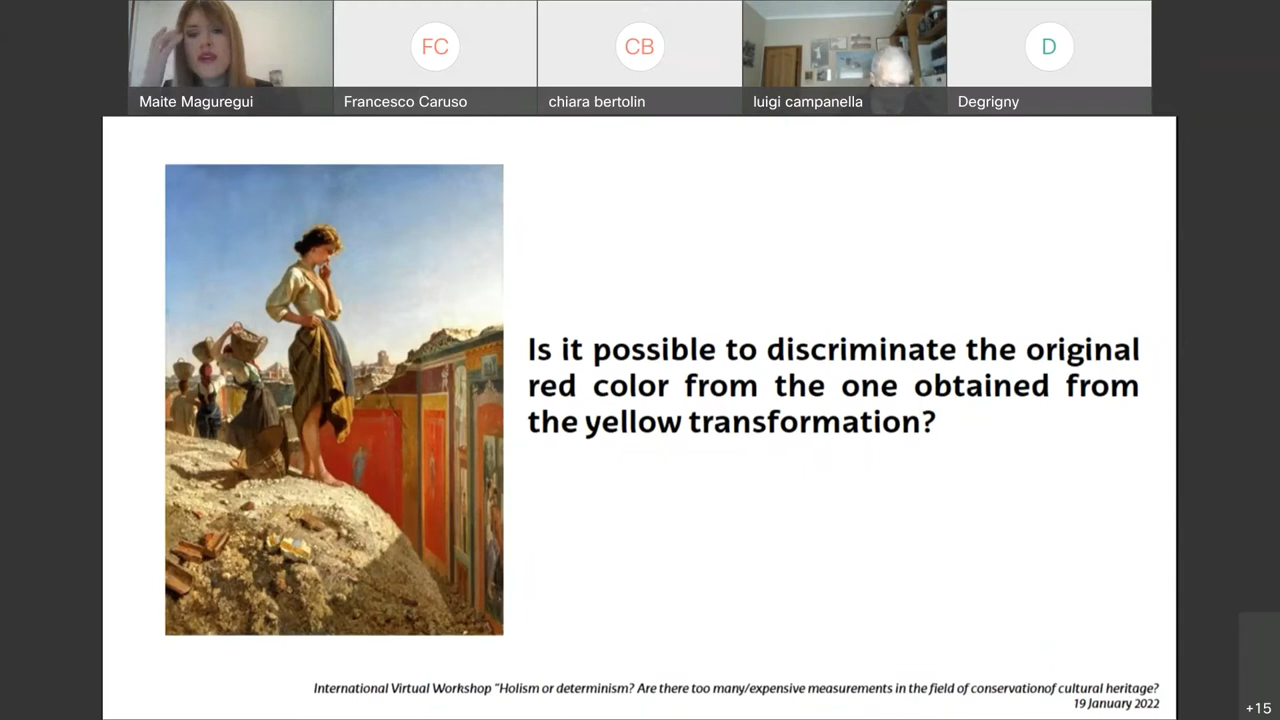 FC
CB
D
Maite Maguregui
Francesco Caruso
chiara bertolin
luigi campanella
Degrigny
Is it possible to discriminate the original
red color from the one obtained from
the yellow transformation?
International Virtual Workshop "Holism or determinism? Are there too many/expensive measurements in the field of conservationof cultural heritage?
19 January 2022
+15